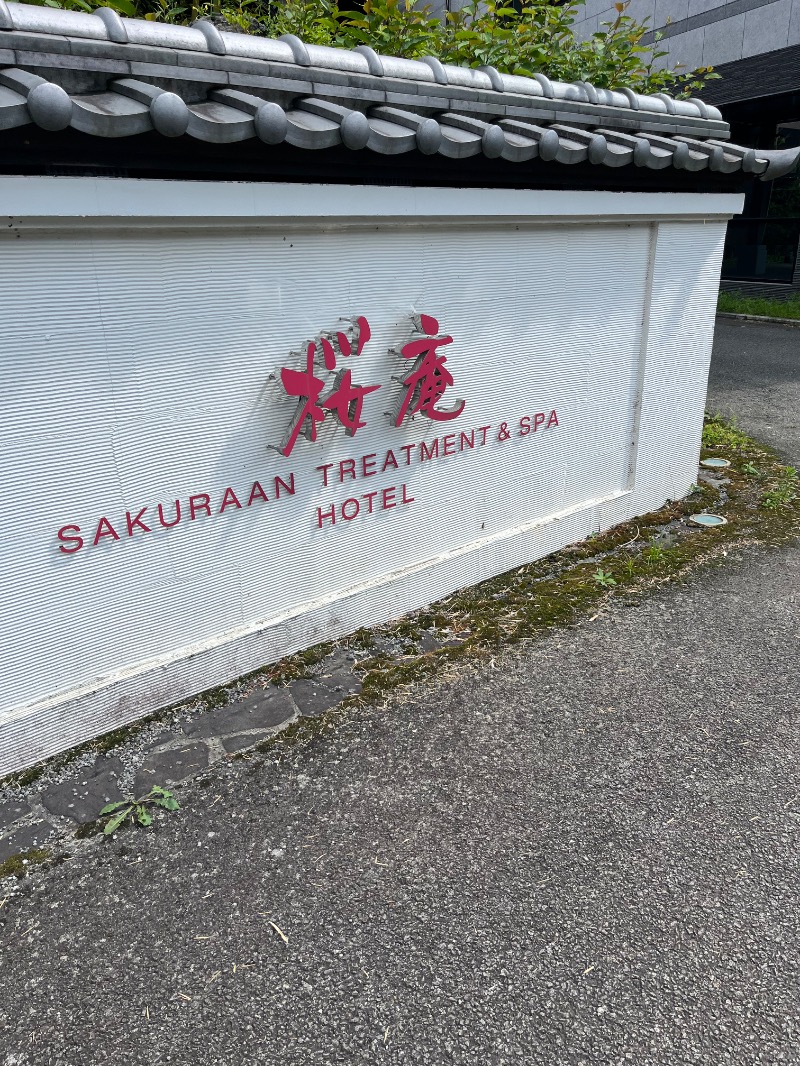 桜庵
SAKURAAN TREATMENT & SPA
HOTEL